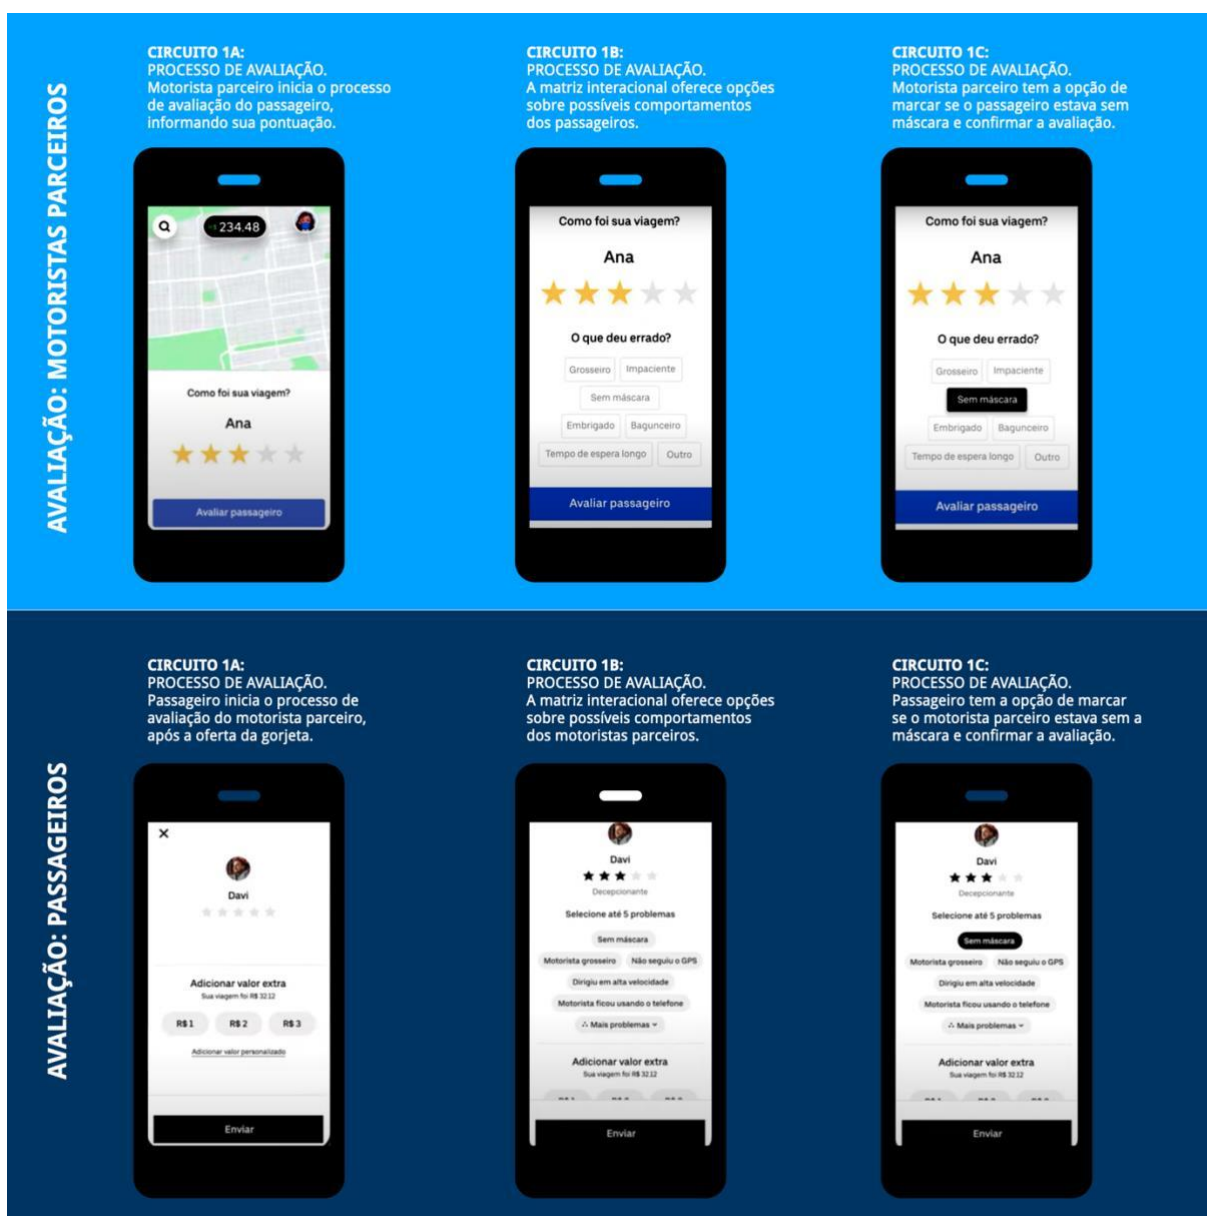 AVALIAÇÃO: MOTORISTAS PARCEIROS
CIRCUITO 1A:
PROCESSO DE AVALIAÇÃO.
Motorista parceiro inicia o processo
de avaliação do passageiro,
informando sua pontuação.
234.48
Como foi sua viagem?
Ana
Avaliar passageiro
CIRCUITO 1B:
PROCESSO DE AVALIAÇÃO.
A matriz interacional oferece opções
sobre possíveis comportamentos
dos passageiros.
Como foi sua viagem?
Ana
O que deu errado?
Grosseiro Impaciente
Sem máscara
Embrigado Bagunceiro
Tempo de espera longo Outro
Avaliar passageiro
CIRCUITO 1C:
PROCESSO DE AVALIAÇÃO.
Motorista parceiro tem a opção de
marcar se o passageiro estava sem
máscara e confirmar a avaliação.
Como foi sua viagem?
Ana
O que deu errado?
Grosseiro Impaciente
Sem máscara
Embrigado Bagunceiro
Tempo de espera longo Outro
Avaliar passageiro
AVALIAÇÃO: PASSAGEIROS
CIRCUITO 1A:
PROCESSO DE AVALIAÇÃO.
Passageiro inicia o processo de
avaliação do motorista parceiro,
após a oferta da gorjeta.
Davi
Adicionar valor extra
Sua viagem foi R$ 32.12
R$ 1 R$ 2 R$ 3
Adicionar valor personalizado
Enviar
CIRCUITO 1B:
PROCESSO DE AVALIAÇÃO.
A matriz interacional oferece opções
sobre possíveis comportamentos
dos motoristas parceiros.
Davi
Decepcionante
Selecione até 5 problemas
Sem máscara
Motorista grosseiro Não seguiu o GPS
Dirigiu em alta velocidade
Motorista ficou usando o telefone
Mais problemas
Adicionar valor extra
Sua viagem foi R$ 32.12
Enviar
CIRCUITO 1C:
PROCESSO DE AVALIAÇÃO.
Passageiro tem a opção de marcar
se o motorista parceiro estava sem a
máscara e confirmar a avaliação.
Davi
Decepcionante
Selecione até 5 problemas
Sem máscara
Motorista grosseiro Não seguiu o GPS
Dirigiu em alta velocidade
Motorista ficou usando o telefone
Mais problemas
Adicionar valor extra
Sua viagem foi R$ 32.12
Enviar